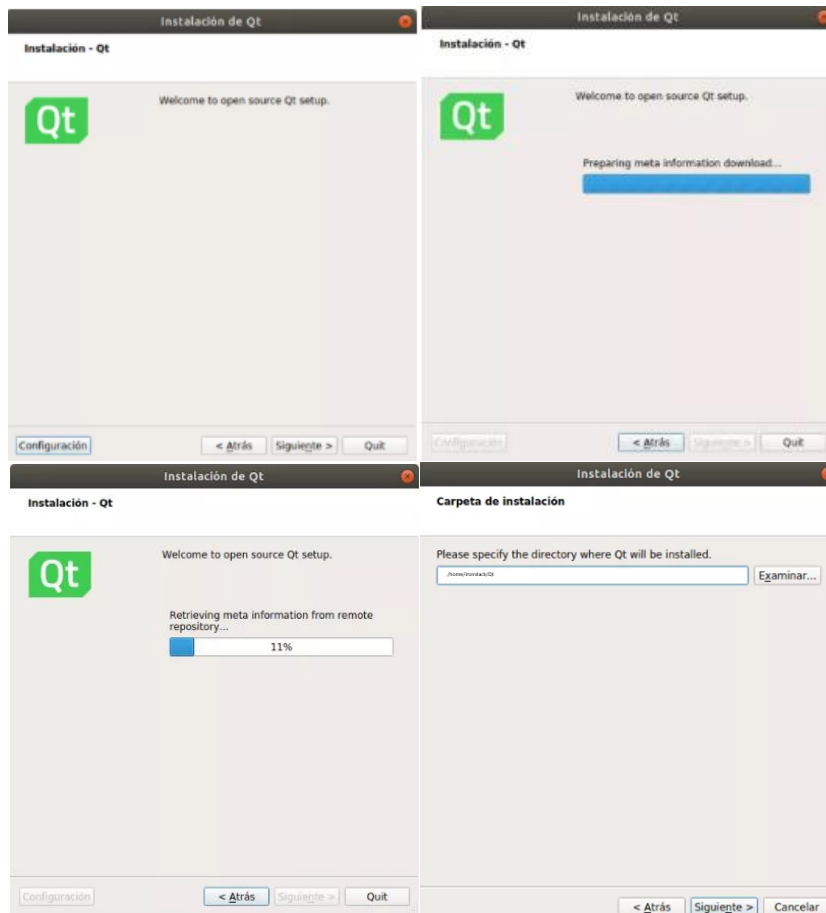 Instalación de Qt
Instalación - Qt
Qt
Welcome to open source Qt setup.
Configuración
< Atrás
Siguiente >
Quit
Instalación de Qt
Instalación - Qt
Qt
Welcome to open source Qt setup.
Preparing meta information download...
Configuración
< Atrás
Siguiente >
Quit
Instalación de Qt
Instalación - Qt
Qt
Welcome to open source Qt setup.
Retrieving meta information from remote
repository...
11%
Configuración
< Atrás
Siguiente >
Quit
Instalación de Qt
Carpeta de instalación
Please specify the directory where Qt will be installed.
Examinar...
< Atrás
Siguiente >
Cancelar